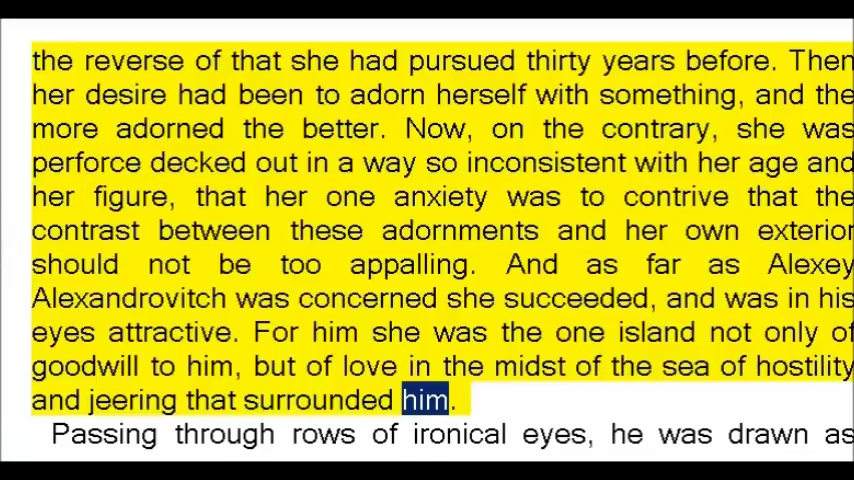 the reverse of that she had pursued thirty years before. Then
her desire had been to adorn herself with something, and the
more adorned the better. Now, on the contrary, she was
perforce decked out in a way so inconsistent with her age and
her figure, that her one anxiety was to contrive that the
contrast between these adornments and her own exterior
should not be too appalling. And as far as Alexey
Alexandrovitch was concerned she succeeded, and was in his
eyes attractive. For him she was the one island not only of
goodwill to him, but of love in the midst of the sea of hostility
and jeering that surrounded him.
Passing through rows of ironical eyes, he was drawn as